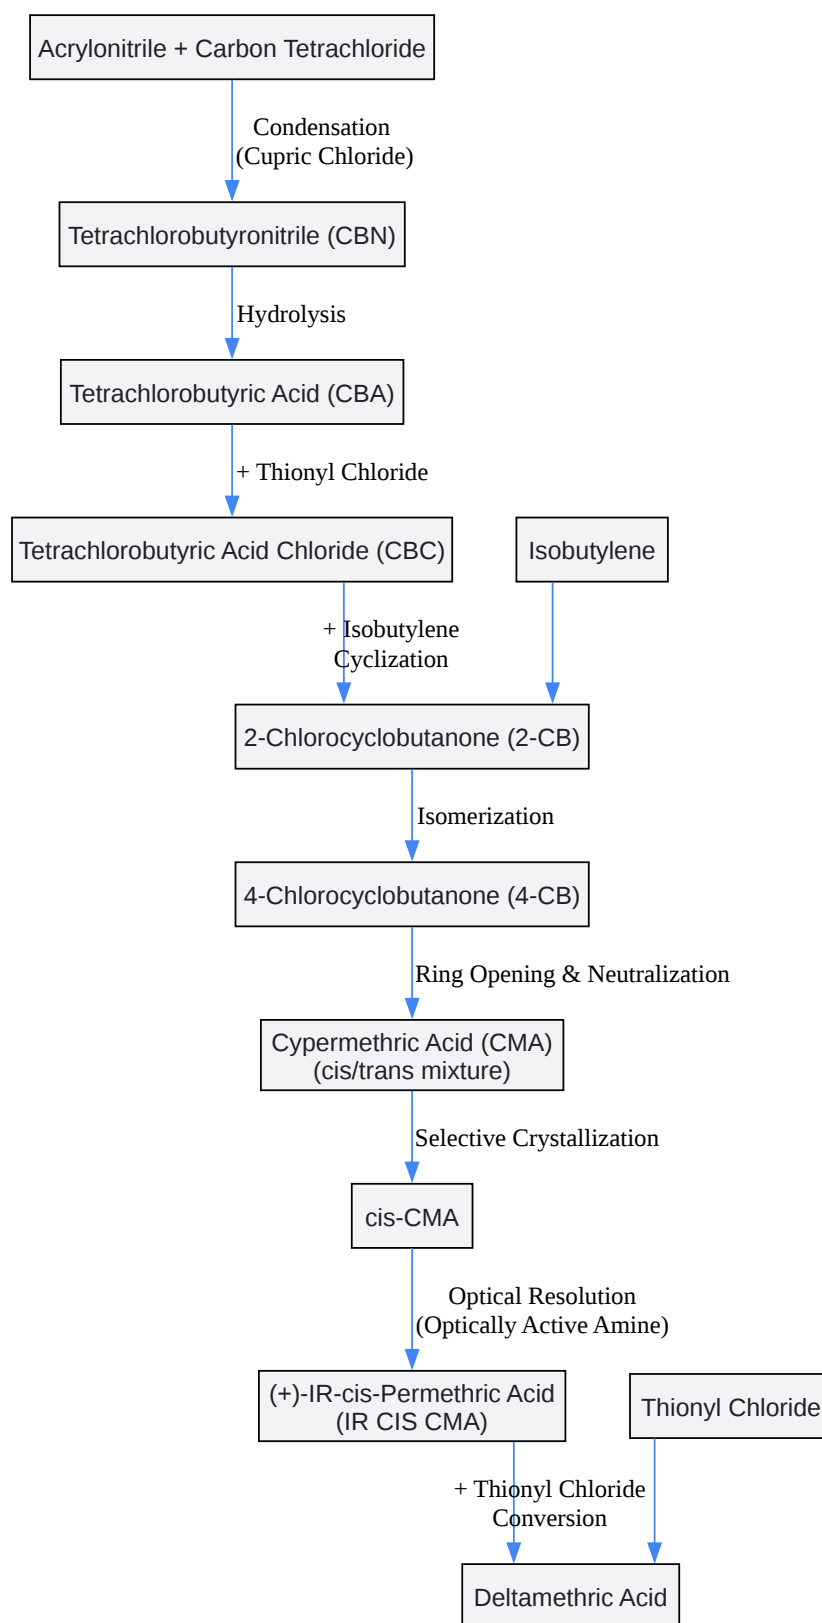 Acrylonitrile + Carbon Tetrachloride
Condensation
(Cupric Chloride)
Tetrachlorobutyronitrile (CBN)
Hydrolysis
Tetrachlorobutyric Acid (CBA)
+ Thionyl Chloride
Tetrachlorobutyric Acid Chloride (CBC)
Isobutylene
+ Isobutylene
Cyclization
2-Chlorocyclobutanone (2-CB)
Isomerization
4-Chlorocyclobutanone (4-CB)
Ring Opening & Neutralization
Cypermethric Acid (CMA)
(cis/trans mixture)
Selective Crystallization
cis-CMA
Optical Resolution
(Optically Active Amine)
(+)-IR-cis-Permethric Acid
(IR CIS CMA)
Thionyl Chloride
+ Thionyl Chloride
Conversion
Deltamethric Acid